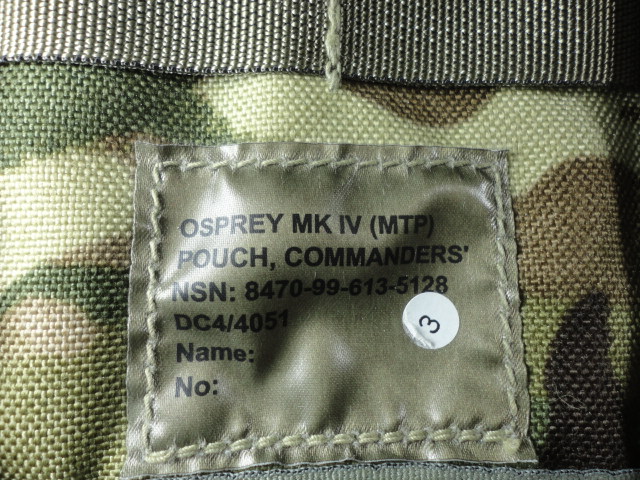 OSPREY MK IV (MTP)
POUCH, COMMANDERS'
NSN: 8470-99-613-5128
DC4/4051
3
Name:
No: